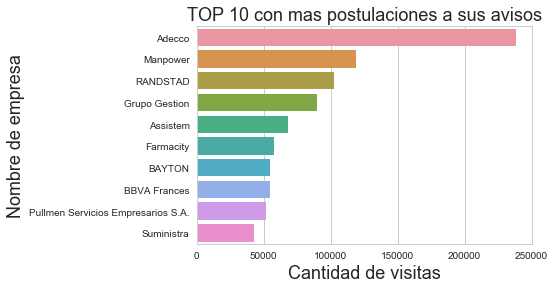 TOP 10 con mas postulaciones a sus avisos
Nombre de empresa
Adecco
Manpower
RANDSTAD
Grupo Gestion
Assistem
Farmacity
BAYTON
BBVA Frances
Pullmen Servicios Empresarios S.A.
Suministra
0 50000 100000 150000 200000 250000
Cantidad de visitas